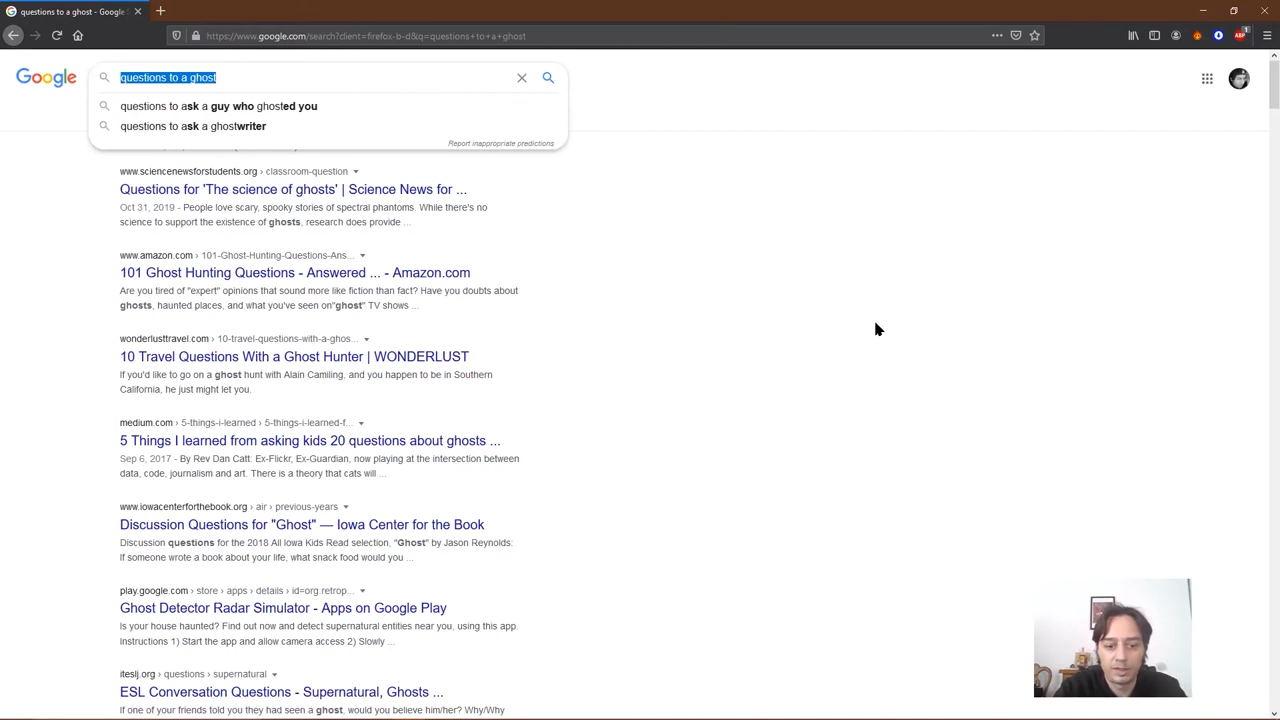 questions to a ghost - Google S
https://www.google.com/search?client=firefox-b-d&q=questions+to+a+ghost
Google
questions to a ghost
questions to ask a guy who ghosted you
questions to ask a ghostwriter
Report inappropriate predictions
www.sciencenewsforstudents.org › classroom-question
Questions for 'The science of ghosts' | Science News for ...
Oct 31, 2019 - People love scary, spooky stories of spectral phantoms. While there's no
science to support the existence of ghosts, research does provide ...
www.amazon.com › 101-Ghost-Hunting-Questions-Ans...
101 Ghost Hunting Questions - Answered ... - Amazon.com
Are you tired of "expert" opinions that sound more like fiction than fact? Have you doubts about
ghosts, haunted places, and what you've seen on"ghost" TV shows ...
wonderlusttravel.com › 10-travel-questions-with-a-ghos...
10 Travel Questions With a Ghost Hunter | WONDERLUST
If you'd like to go on a ghost hunt with Alain Camiling, and you happen to be in Southern
California, he just might let you.
medium.com › 5-things-i-learned › 5-things-i-learned-f...
5 Things I learned from asking kids 20 questions about ghosts ...
Sep 6, 2017 - By Rev Dan Catt: Ex-Flickr, Ex-Guardian, now playing at the intersection between
data, code, journalism and art. There is a theory that cats will ...
www.iowacenterforthebook.org › air › previous-years
Discussion Questions for "Ghost" — Iowa Center for the Book
Discussion questions for the 2018 All Iowa Kids Read selection, "Ghost" by Jason Reynolds:
If someone wrote a book about your life, what snack food would you ...
play.google.com › store › apps › details › id=org.retrop...
Ghost Detector Radar Simulator - Apps on Google Play
Is your house haunted? Find out now and detect supernatural entities near you, using this app.
Instructions 1) Start the app and allow camera access 2) Slowly ...
iteslj.org › questions › supernatural
ESL Conversation Questions - Supernatural, Ghosts ...
If one of your friends told you they had seen a ghost, would you believe him/her? Why/Why